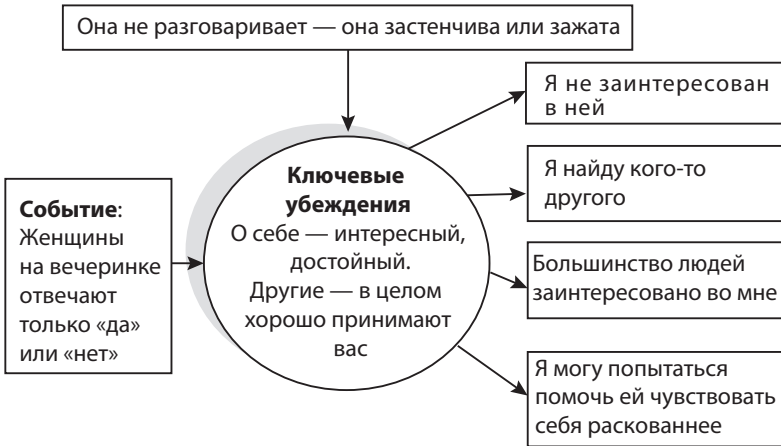 Она не разговаривает — она застенчива или зажата
Событие:
Женщины
на вечеринке
отвечают
только «да»
или «нет»
Ключевые
убеждения
О себе — интересный,
достойный.
Другие — в целом
хорошо принимают
вас
Я не заинтересован
в ней
Я найду кого-то
другого
Большинство людей
заинтересовано во мне
Я могу попытаться
помочь ей чувствовать
себя раскованнее